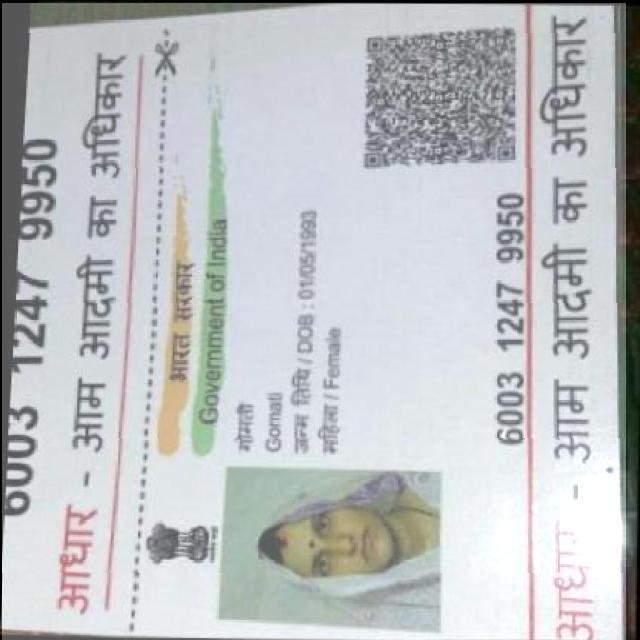 6003 1247 9950
आधार - आम आदमी का अधिकार
भारत सरकार
Government of India
गोमती
Gomati
जन्म तिथि / DOB : 01/05/1993
महिला / Female
6003 1247 9950
आधार - आम आदमी का अधिकार